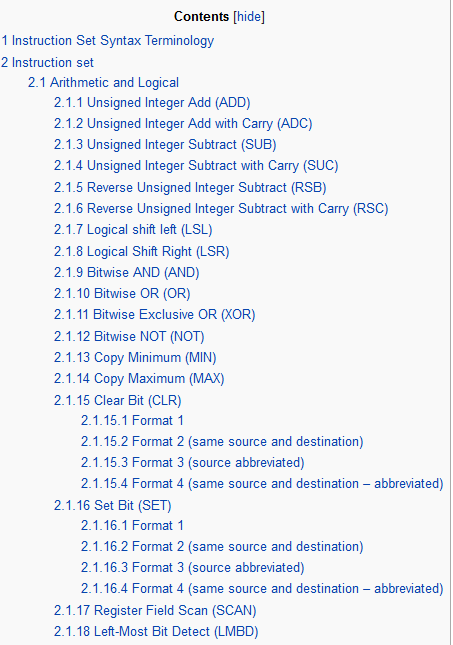 Contents [hide]
1 Instruction Set Syntax Terminology
2 Instruction set
2.1 Arithmetic and Logical
2.1.1 Unsigned Integer Add (ADD)
2.1.2 Unsigned Integer Add with Carry (ADC)
2.1.3 Unsigned Integer Subtract (SUB)
2.1.4 Unsigned Integer Subtract with Carry (SUC)
2.1.5 Reverse Unsigned Integer Subtract (RSB)
2.1.6 Reverse Unsigned Integer Subtract with Carry (RSC)
2.1.7 Logical shift left (LSL)
2.1.8 Logical Shift Right (LSR)
2.1.9 Bitwise AND (AND)
2.1.10 Bitwise OR (OR)
2.1.11 Bitwise Exclusive OR (XOR)
2.1.12 Bitwise NOT (NOT)
2.1.13 Copy Minimum (MIN)
2.1.14 Copy Maximum (MAX)
2.1.15 Clear Bit (CLR)
2.1.15.1 Format 1
2.1.15.2 Format 2 (same source and destination)
2.1.15.3 Format 3 (source abbreviated)
2.1.15.4 Format 4 (same source and destination – abbreviated)
2.1.16 Set Bit (SET)
2.1.16.1 Format 1
2.1.16.2 Format 2 (same source and destination)
2.1.16.3 Format 3 (source abbreviated)
2.1.16.4 Format 4 (same source and destination – abbreviated)
2.1.17 Register Field Scan (SCAN)
2.1.18 Left-Most Bit Detect (LMBD)